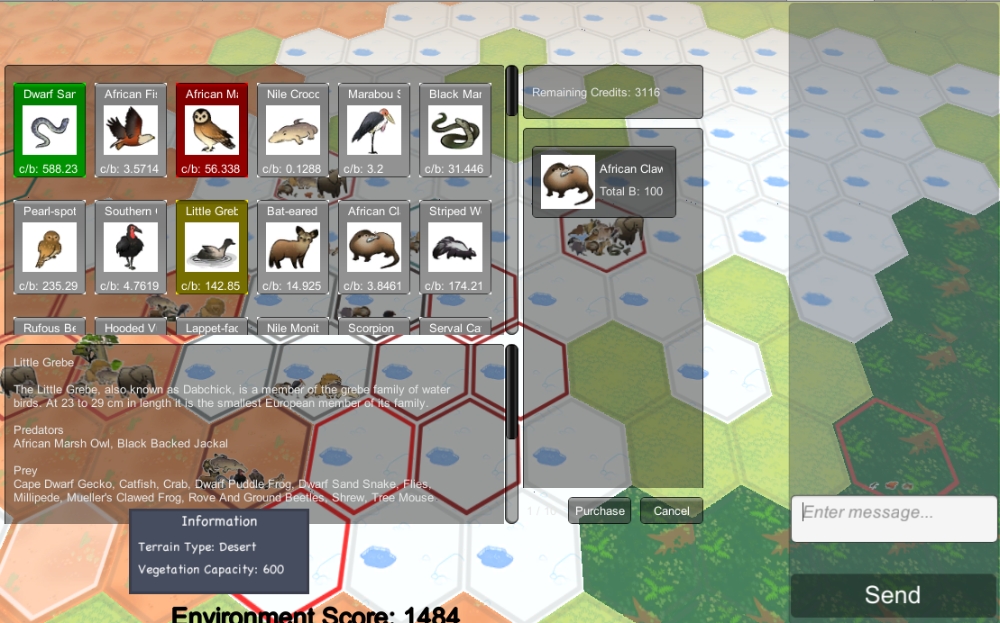 Dwarf San
African Fi
African Ma
Nile Croco
Marabou S
Black Mam
c/b: 588.23
c/b: 3.5714
c/b: 56.338
c/b: 0.1288
c/b: 3.2
c/b: 31.446
Remaining Credits: 3116
African Claw
Total B: 100
Pearl-spot
Southern
Little Greb
Bat-eared
African Cl
Striped W
c/b: 235.29
c/b: 4.7619
c/b: 142.85
c/b: 14.925
c/b: 3.8461
c/b: 174.21
Rufous Be
Hooded V
Lappet-fac
Nile Monit
Scorpion
Serval Ca
Little Grebe
The Little Grebe, also known as Dabchick, is a member of the grebe family of water
birds. At 23 to 29 cm in length it is the smallest European member of its family.
Predators
African Marsh Owl, Black Backed Jackal
Prey
Cape Dwarf Gecko, Catfish, Crab, Dwarf Puddle Frog, Dwarf Sand Snake, Flies,
Millipede, Mueller's Clawed Frog, Rove And Ground Beetles, Shrew, Tree Mouse
1 / 10
Purchase
Cancel
Information
Terrain Type: Desert
Vegetation Capacity: 600
Environment Score: 1484
Enter message...
Send